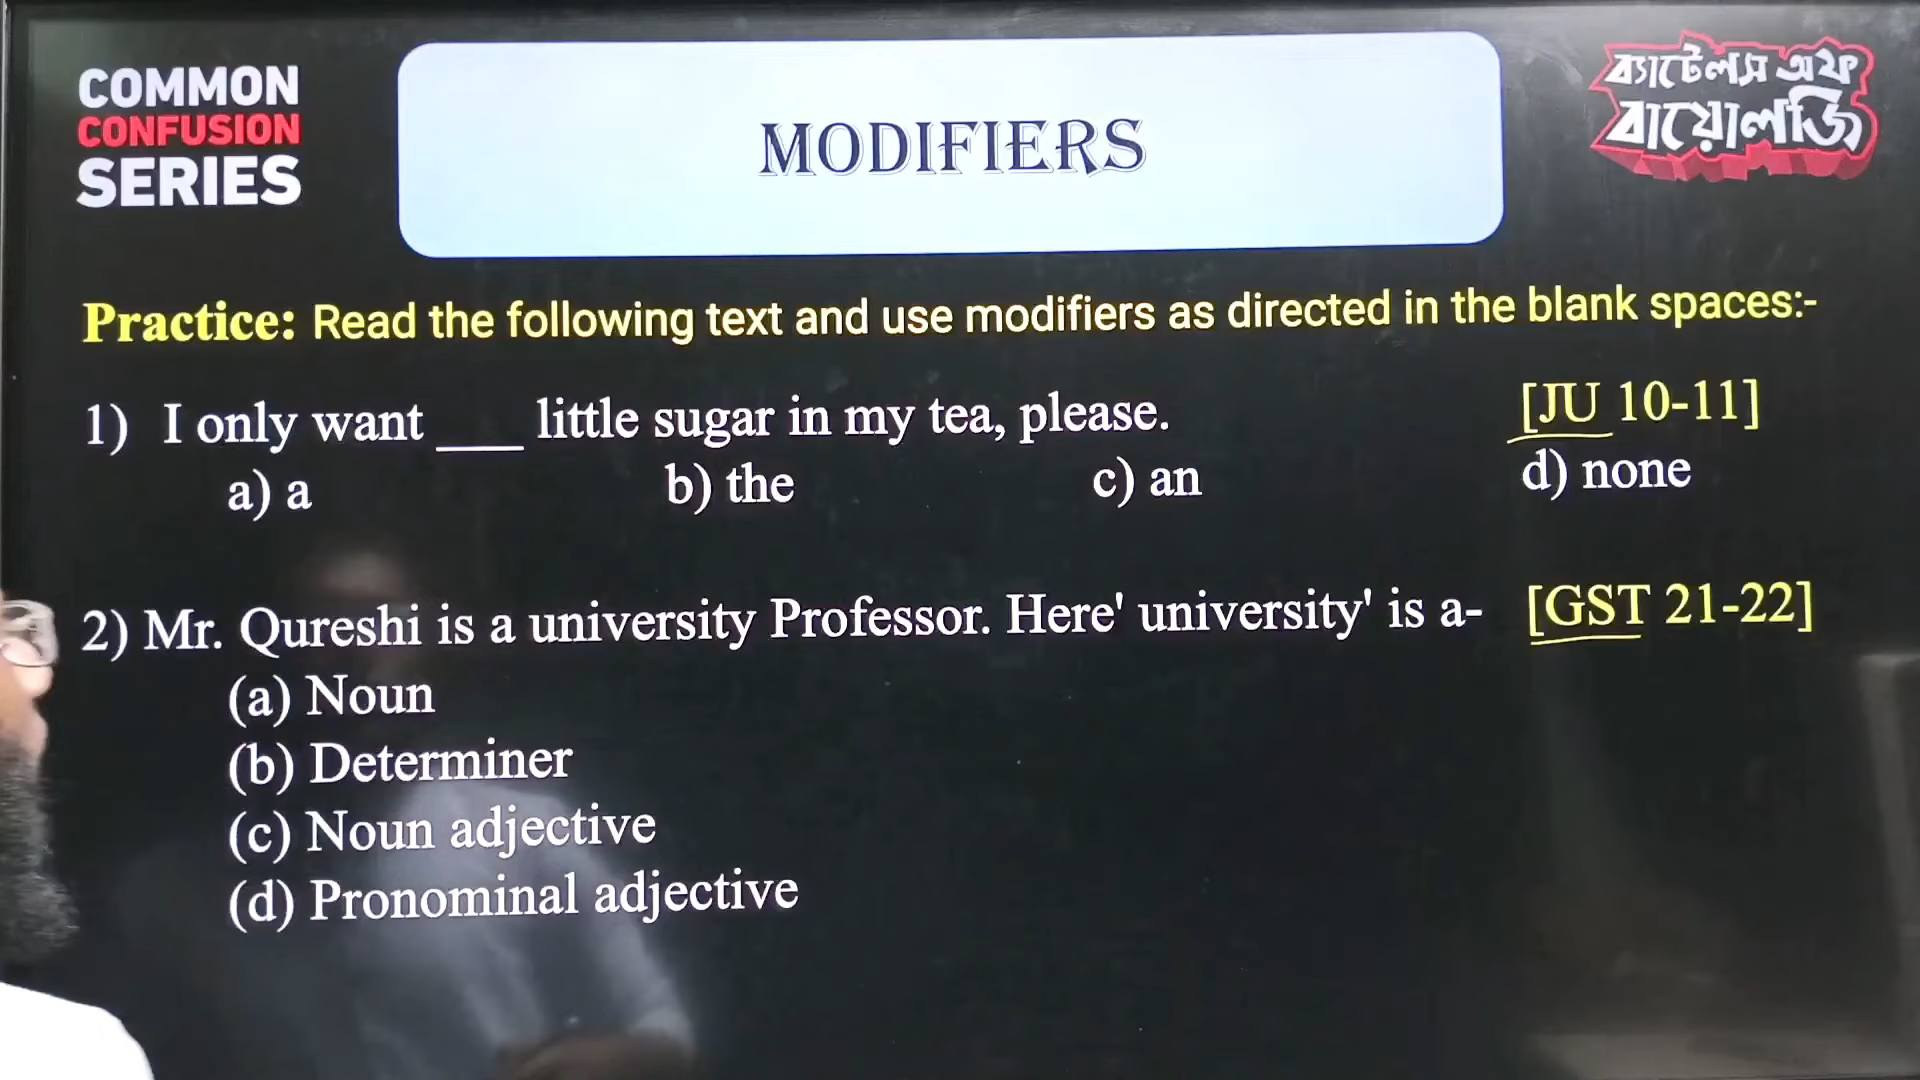 COMMON
CONFUSION
SERIES
MODIFIERS
ব্যাটেলস অফ
বায়োলজি
Practice: Read the following text and use modifiers as directed in the blank spaces:-
1) I only want ___ little sugar in my tea, please. [JU 10-11]
a) a b) the c) an d) none
2) Mr. Qureshi is a university Professor. Here' university' is a- [GST 21-22]
(a) Noun
(b) Determiner
(c) Noun adjective
(d) Pronominal adjective